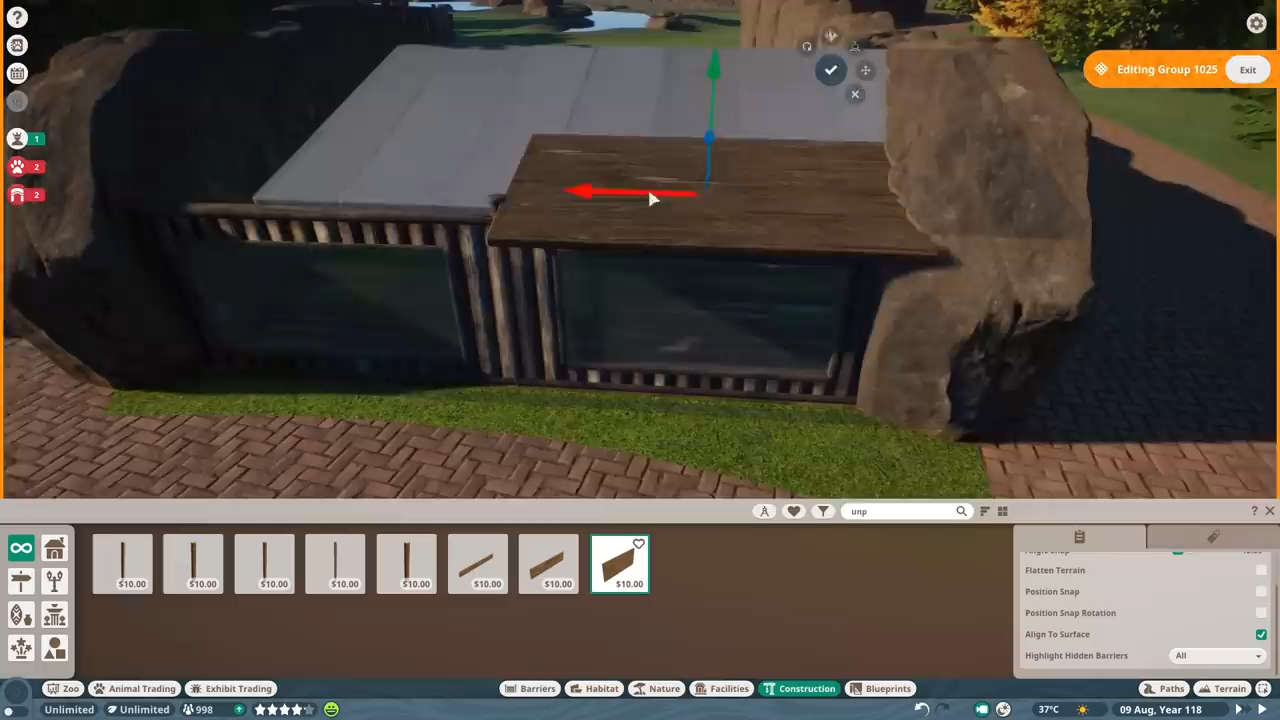 ?
Editing Group 1025
Exit
1
2
2
unp
?
$10.00
$10.00
$10.00
$10.00
$10.00
$10.00
$10.00
$10.00
Flatten Terrain
Position Snap
Position Snap Rotation
Align To Surface
Highlight Hidden Barriers
All
Zoo
Animal Trading
Exhibit Trading
Barriers
Habitat
Nature
Facilities
Construction
Blueprints
Paths
Terrain
Unlimited
Unlimited
998
37°C
09 Aug, Year 118